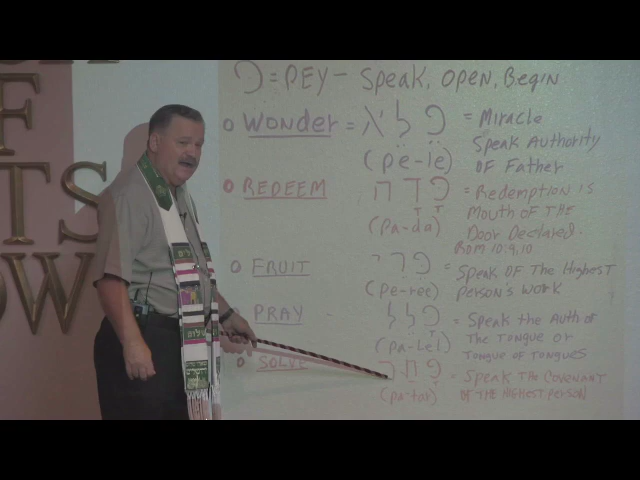 פ = PEY – Speak, Open, Begin
Wonder = פלא = Miracle
(pe-le) Speak Authority
of Father
REDEEM פדה = Redemption is
(pa-da) Mouth of the
Door Declared.
Rom 10:9,10
FRUIT פרי = Speak of the Highest
(pe-ree) Person's work
PRAY פלל = Speak the Auth of
(pa-lel) The tongue or
Tongue of tongues
SOLVE = Speak the Covenant
(pa-tar) of the highest person